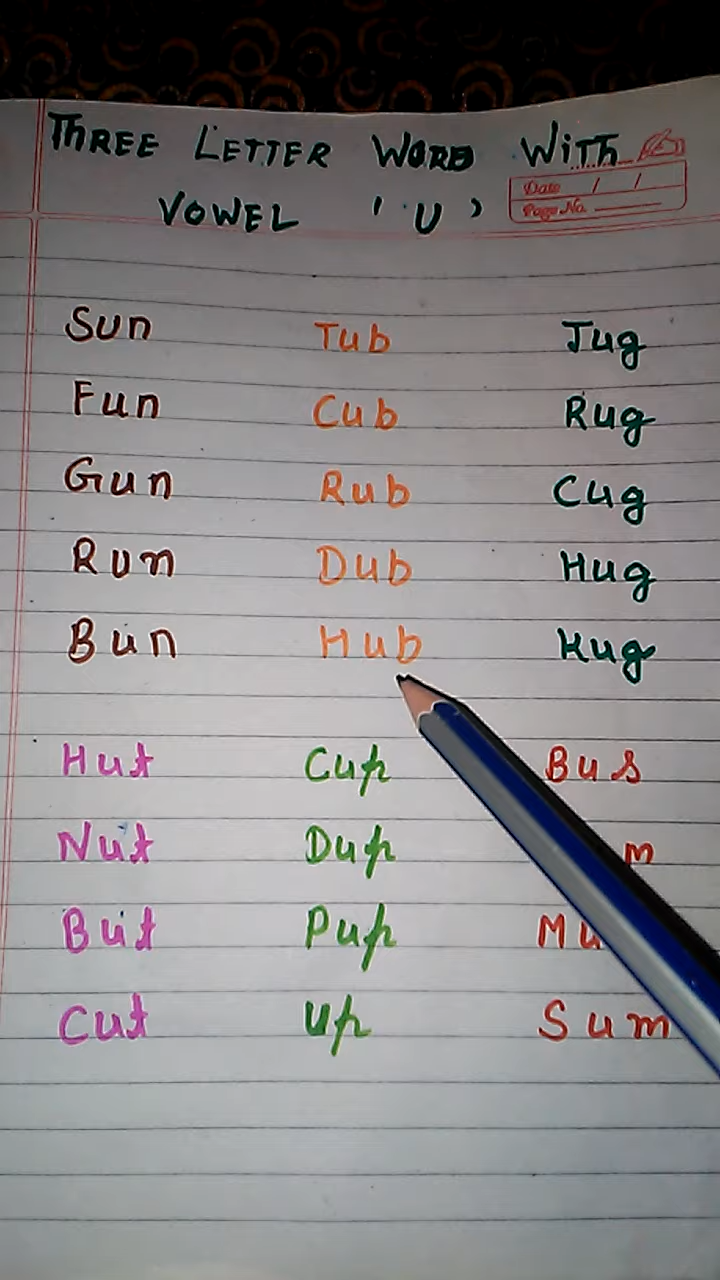 THREE LETTER WORD WITH
VOWEL 'U'
Date / /
Page No.
Sun Tub Jug
Fun Cub Rug
Gun Rub Cug
Run Dub Hug
Bun Hub Kug
Hut Cup Bus
Nut Dup
But Pup
Cut Up Sum